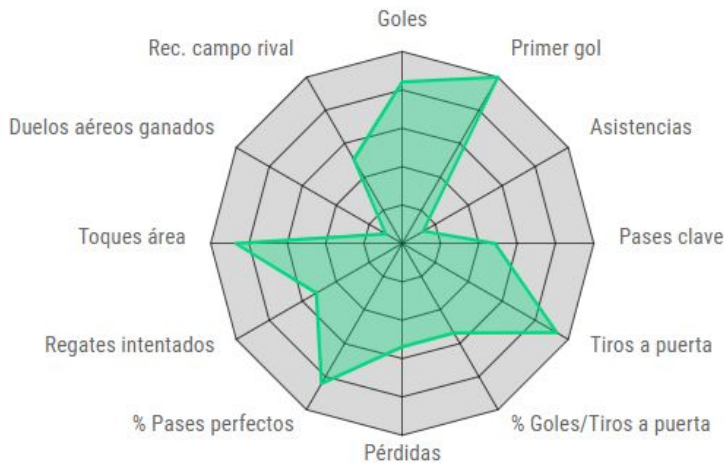 Goles
Primer gol
Asistencias
Pases clave
Tiros a puerta
% Goles/Tiros a puerta
Pérdidas
% Pases perfectos
Regates intentados
Toques área
Duelos aéreos ganados
Rec. campo rival